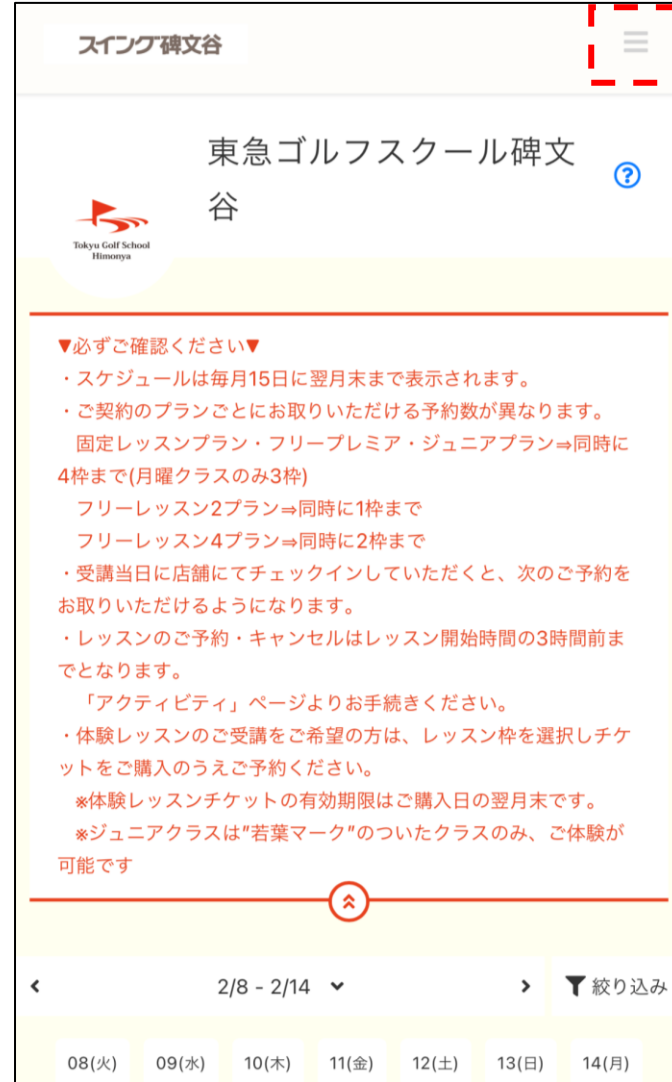 スイング碑文谷
東急ゴルフスクール碑文
谷
Tokyu Golf School
Himonya
▼必ずご確認ください▼
・スケジュールは毎月15日に翌月末まで表示されます。
・ご契約のプランごとにお取りいただける予約数が異なります。
　固定レッスンプラン・フリープレミア・ジュニアプラン⇒同時に
4枠まで(月曜クラスのみ3枠)
　フリーレッスン2プラン⇒同時に1枠まで
　フリーレッスン4プラン⇒同時に2枠まで
・受講当日に店舗にてチェックインしていただくと、次のご予約を
お取りいただけるようになります。
・レッスンのご予約・キャンセルはレッスン開始時間の3時間前ま
でとなります。
　「アクティビティ」ページよりお手続きください。
・体験レッスンのご受講をご希望の方は、レッスン枠を選択しチケ
ットをご購入のうえご予約ください。
　※体験レッスンチケットの有効期限はご購入日の翌月末です。
　※ジュニアクラスは"若葉マーク"のついたクラスのみ、ご体験が
可能です
2/8 - 2/14 絞り込み
08(火) 09(水) 10(木) 11(金) 12(土) 13(日) 14(月)